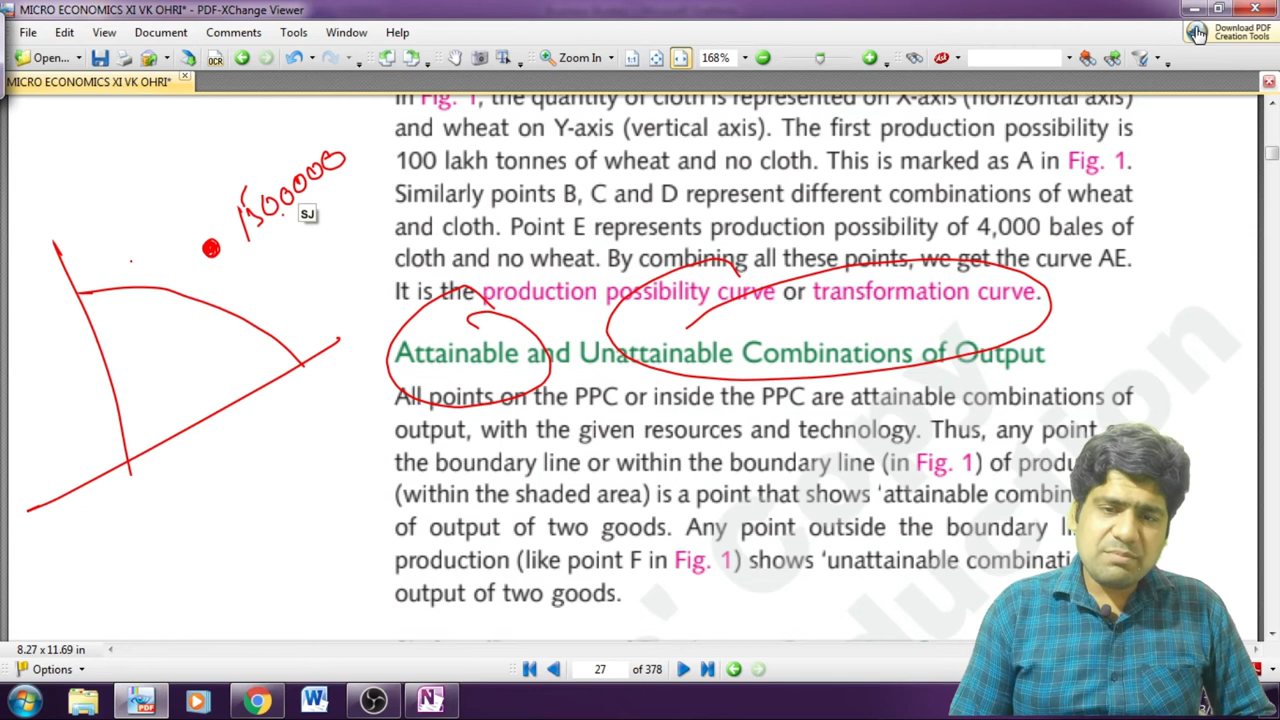 MICRO ECONOMICS XI VK OHRI* - PDF-XChange Viewer
File Edit View Document Comments Tools Window Help
Download PDF
Creation Tools
Open... OCR Zoom In 168%
MICRO ECONOMICS XI VK OHRI*
In Fig. 1, the quantity of cloth is represented on X-axis (horizontal axis)
and wheat on Y-axis (vertical axis). The first production possibility is
100 lakh tonnes of wheat and no cloth. This is marked as A in Fig. 1.
Similarly points B, C and D represent different combinations of wheat
and cloth. Point E represents production possibility of 4,000 bales of
cloth and no wheat. By combining all these points, we get the curve AE.
It is the production possibility curve or transformation curve.
SJ
Attainable and Unattainable Combinations of Output
All points on the PPC or inside the PPC are attainable combinations of
output, with the given resources and technology. Thus, any point
the boundary line or within the boundary line (in Fig. 1) of
(within the shaded area) is a point that shows 'attainable
of output of two goods. Any point outside the boundary
production (like point F in Fig. 1) shows 'unattainable
output of two goods.
8.27 x 11.69 in
Options 27 of 378